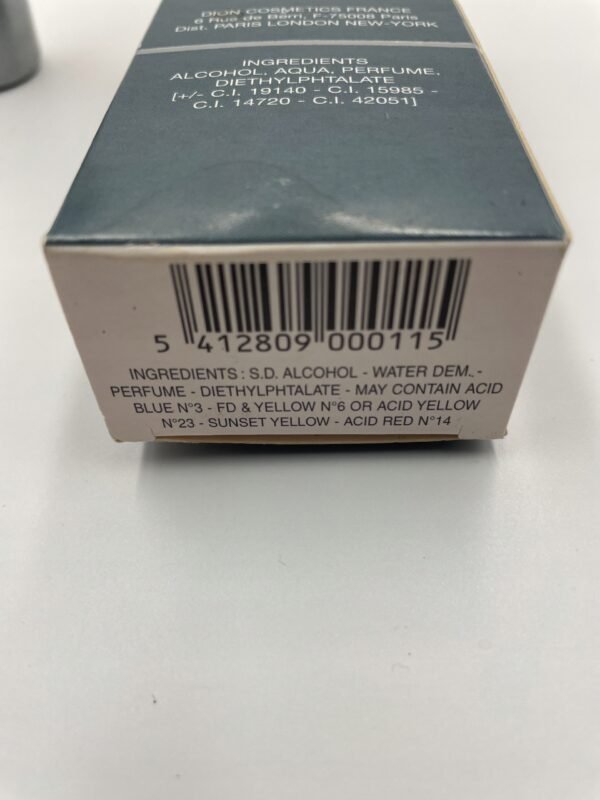 DION COSMETICS FRANCE
6 Rue de Berri, F-75008 Paris
Dist. PARIS LONDON NEW-YORK
INGREDIENTS
ALCOHOL, AQUA, PERFUME,
DIETHYLPHTALATE
[+/- C.I. 19140 - C.I. 15985 -
C.I. 14720 - C.I. 42051]
5 412809 000115
INGREDIENTS : S.D. ALCOHOL - WATER DEM.. -
PERFUME - DIETHYLPHTALATE - MAY CONTAIN ACID
BLUE N°3 - FD & YELLOW N°6 OR ACID YELLOW
N°23 - SUNSET YELLOW - ACID RED N°14